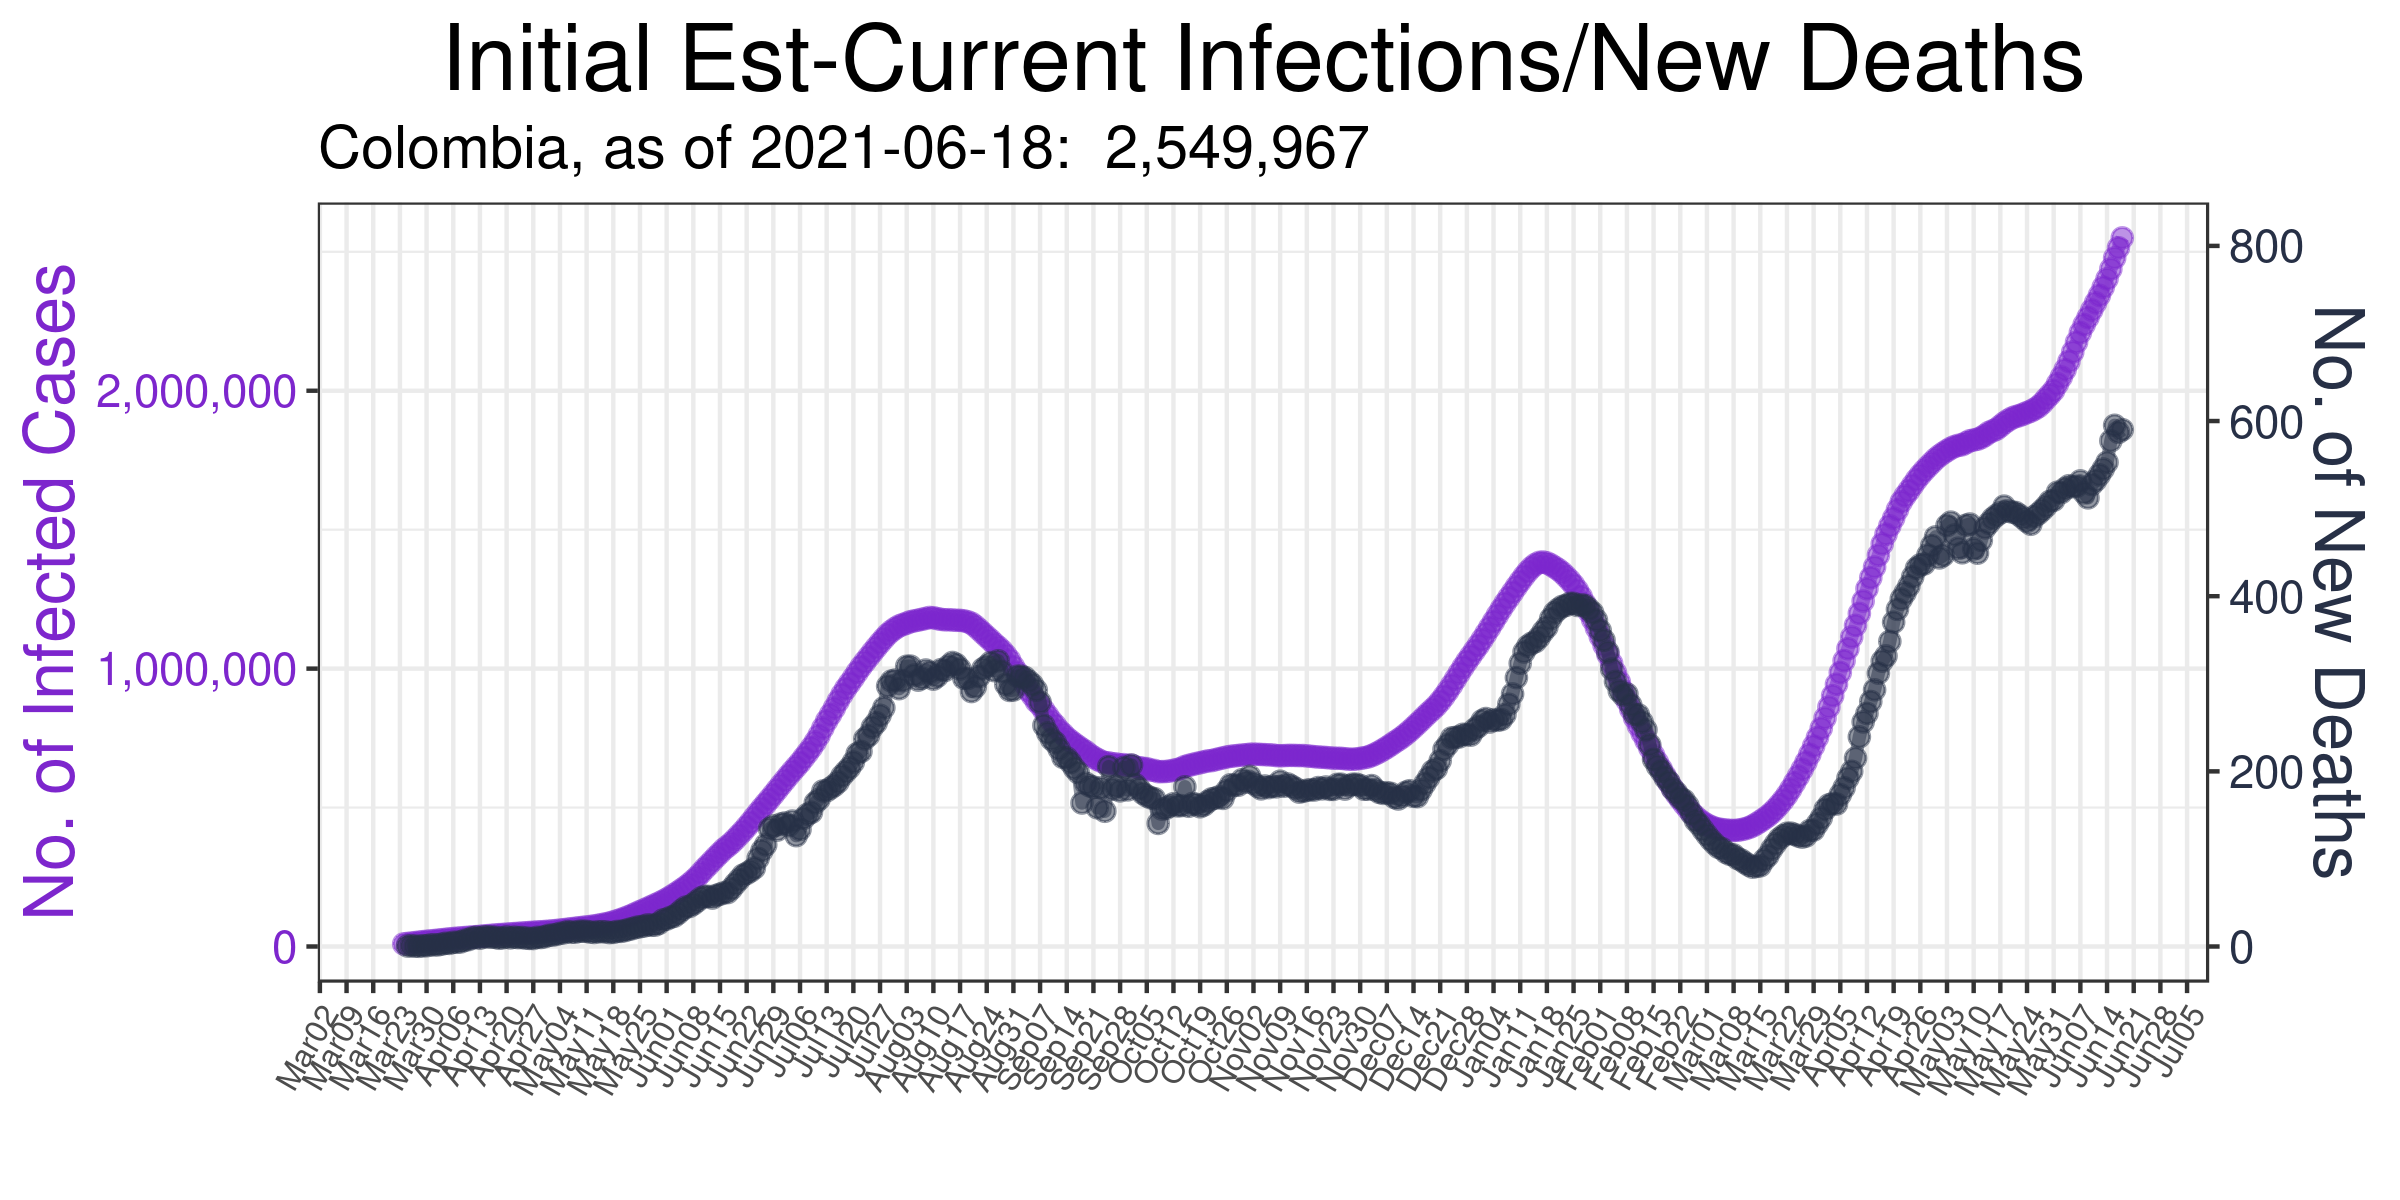 Initial Est-Current Infections/New Deaths
Colombia, as of 2021-06-18:  2,549,967
No. of Infected Cases
2,000,000
1,000,000
0
800
600
400
200
0
No. of New Deaths
Mar02
Mar09
Mar16
Mar23
Mar30
Apr06
Apr13
Apr20
Apr27
May04
May11
May18
May25
Jun01
Jun08
Jun15
Jun22
Jun29
Jul06
Jul13
Jul20
Jul27
Aug03
Aug10
Aug17
Aug24
Aug31
Sep07
Sep14
Sep21
Sep28
Oct05
Oct12
Oct19
Oct26
Nov02
Nov09
Nov16
Nov23
Nov30
Dec07
Dec14
Dec21
Dec28
Jan04
Jan11
Jan18
Jan25
Feb01
Feb08
Feb15
Feb22
Mar01
Mar08
Mar15
Mar22
Mar29
Apr05
Apr12
Apr19
Apr26
May03
May10
May17
May24
May31
Jun07
Jun14
Jun21
Jun28
Jul05